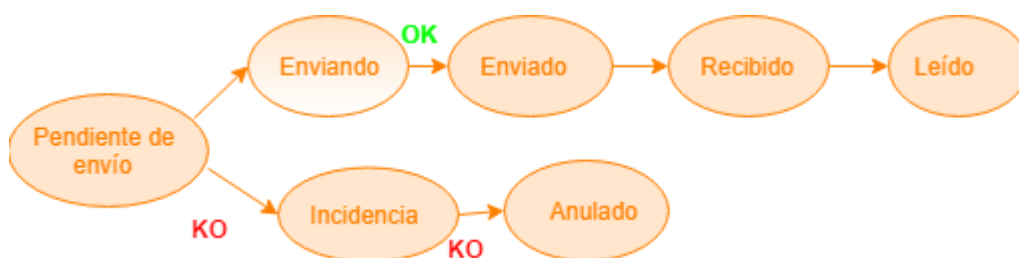 OK
Enviando
Enviado
Recibido
Leído
Pendiente de
envío
Incidencia
Anulado
KO
KO